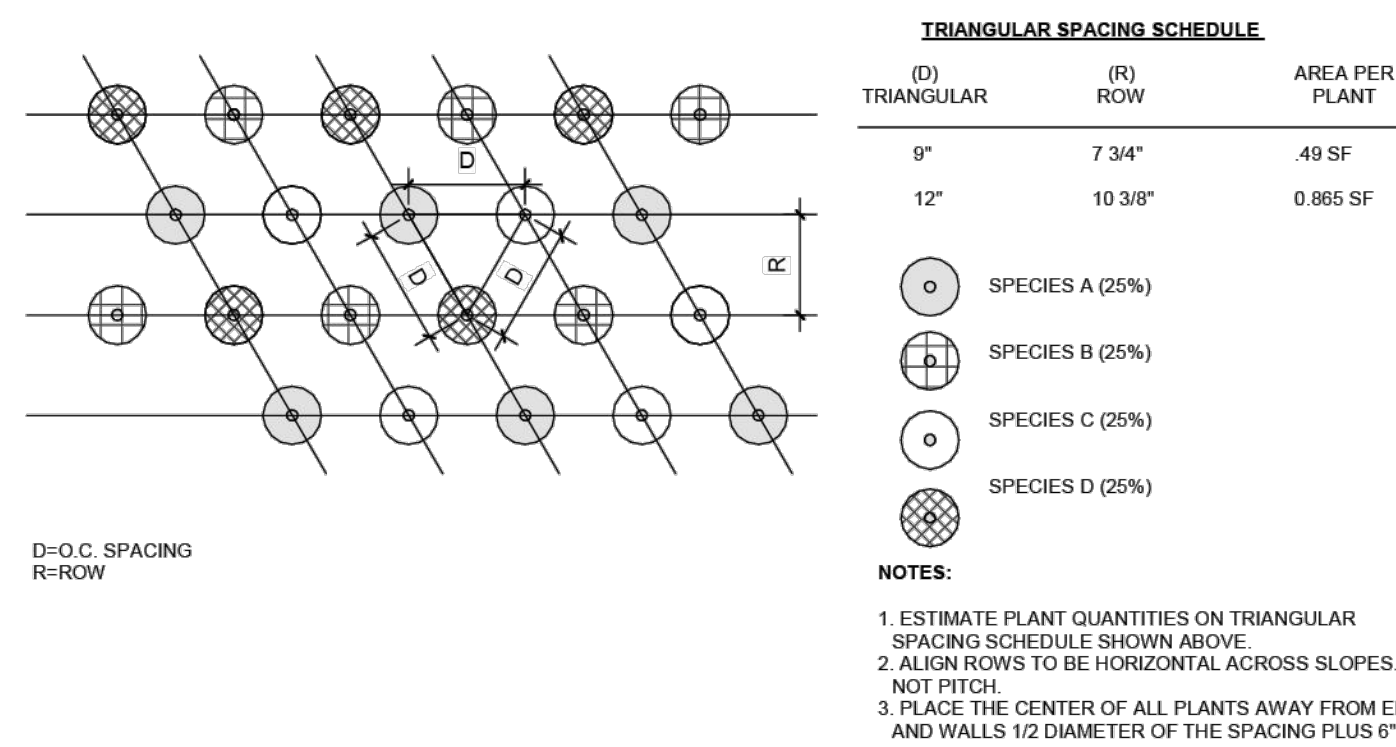 TRIANGULAR SPACING SCHEDULE
(D) (R) AREA PER
TRIANGULAR ROW PLANT
9" 7 3/4" .49 SF
12" 10 3/8" 0.865 SF
D
D
D
R
SPECIES A (25%)
SPECIES B (25%)
SPECIES C (25%)
SPECIES D (25%)
D=O.C. SPACING
R=ROW
NOTES:
1. ESTIMATE PLANT QUANTITIES ON TRIANGULAR
SPACING SCHEDULE SHOWN ABOVE.
2. ALIGN ROWS TO BE HORIZONTAL ACROSS SLOPES.
NOT PITCH.
3. PLACE THE CENTER OF ALL PLANTS AWAY FROM
AND WALLS 1/2 DIAMETER OF THE SPACING PLUS 6"